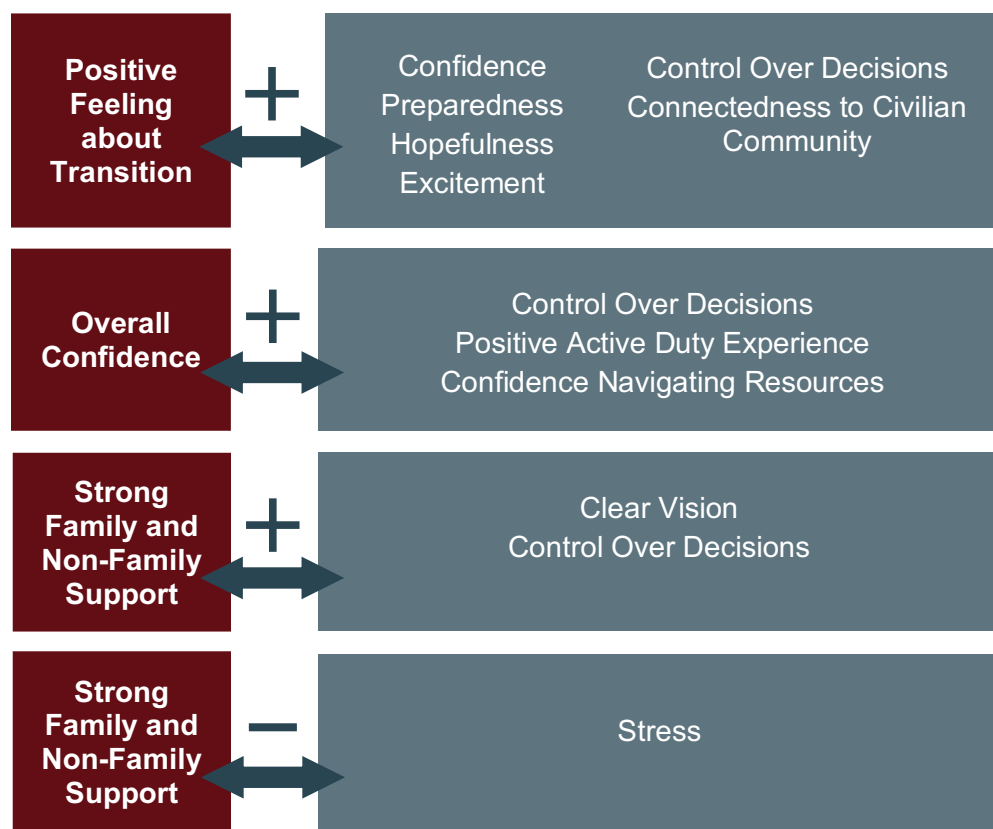 Positive
Feeling
about
Transition
+
Confidence
Preparedness
Hopefulness
Excitement
Control Over Decisions
Connectedness to Civilian
Community
Overall
Confidence
+
Control Over Decisions
Positive Active Duty Experience
Confidence Navigating Resources
Strong
Family and
Non-Family
Support
+
Clear Vision
Control Over Decisions
Strong
Family and
Non-Family
Support
−
Stress